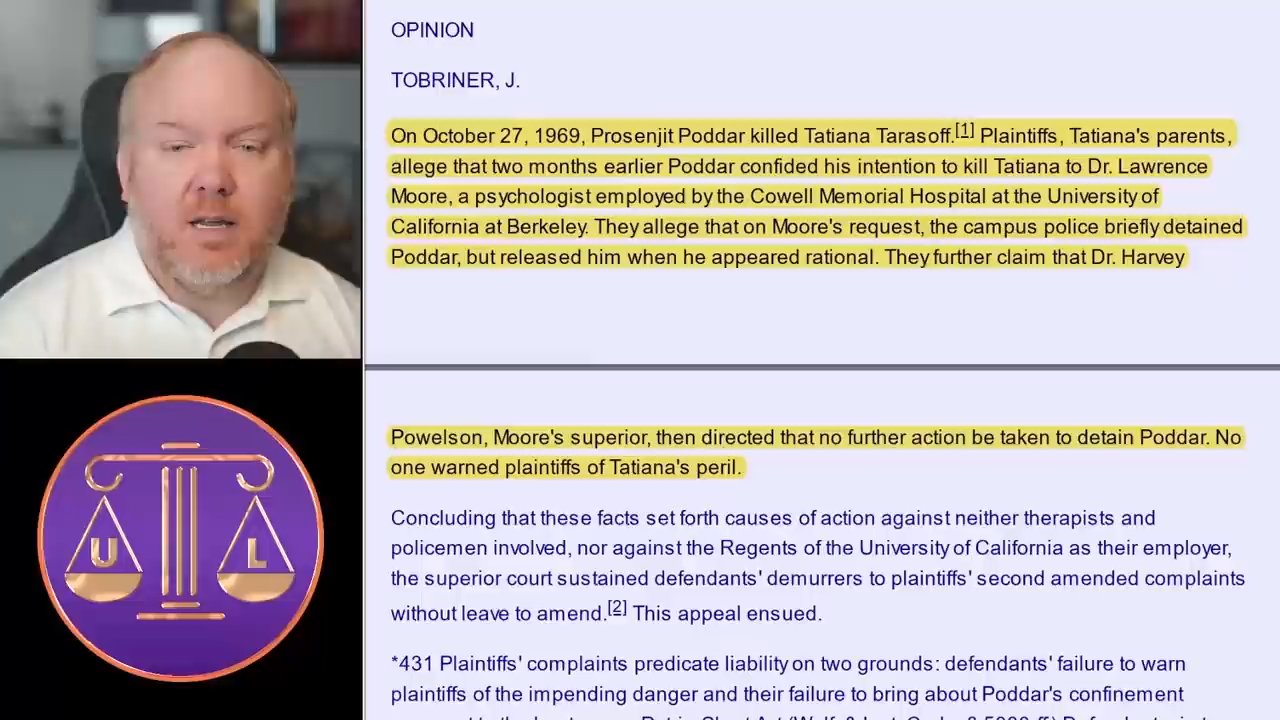 OPINION
TOBRINER, J.
On October 27, 1969, Prosenjit Poddar killed Tatiana Tarasoff.[1] Plaintiffs, Tatiana's parents,
allege that two months earlier Poddar confided his intention to kill Tatiana to Dr. Lawrence
Moore, a psychologist employed by the Cowell Memorial Hospital at the University of
California at Berkeley. They allege that on Moore's request, the campus police briefly detained
Poddar, but released him when he appeared rational. They further claim that Dr. Harvey
Powelson, Moore's superior, then directed that no further action be taken to detain Poddar. No
one warned plaintiffs of Tatiana's peril.
Concluding that these facts set forth causes of action against neither therapists and
policemen involved, nor against the Regents of the University of California as their employer,
the superior court sustained defendants' demurrers to plaintiffs' second amended complaints
without leave to amend.[2] This appeal ensued.
*431 Plaintiffs' complaints predicate liability on two grounds: defendants' failure to warn
plaintiffs of the impending danger and their failure to bring about Poddar's confinement
U L